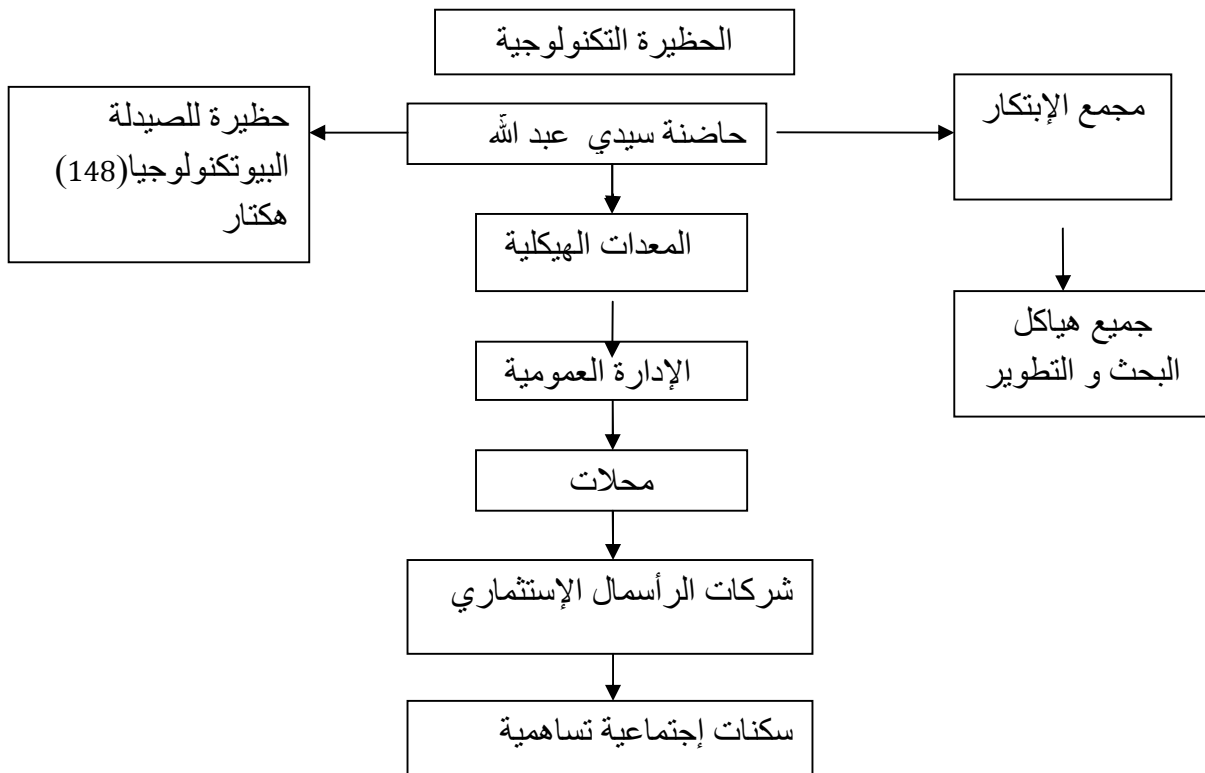 الحظيرة التكنولوجية
مجمع الإبتكار
حاضنة سيدي عبد الله
حظيرة للصيدلة
البيوتكنولوجيا(148)
هكتار
المعدات الهيكلية
جميع هياكل
البحث و التطوير
الإدارة العمومية
محلات
شركات الرأسمال الإستثماري
سكنات إجتماعية تساهمية